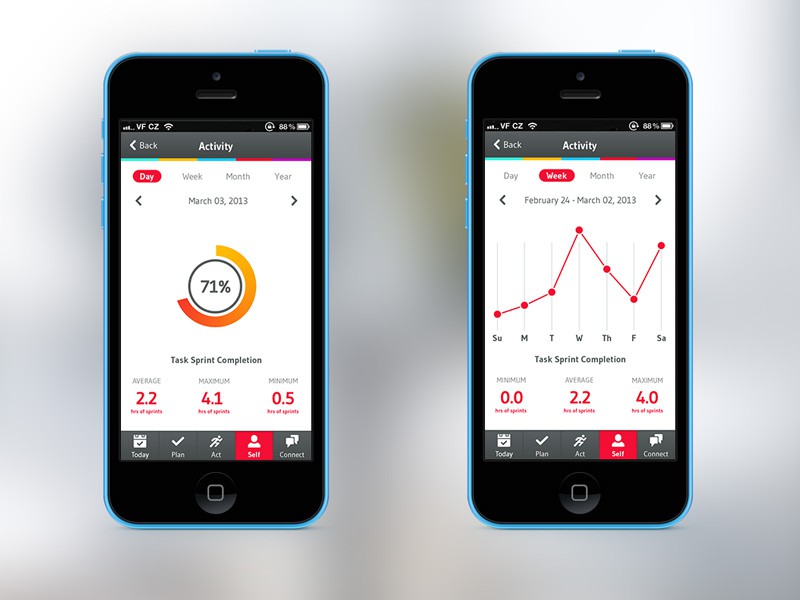 VF CZ 88%
Back Activity
Day Week Month Year
March 03, 2013
71%
Task Sprint Completion
AVERAGE MAXIMUM MINIMUM
2.2 4.1 0.5
hrs of sprints hrs of sprints hrs of sprints
Today Plan Act Self Connect
VF CZ 88%
Back Activity
Day Week Month Year
February 24 - March 02, 2013
Su M T W Th F Sa
Task Sprint Completion
MINIMUM AVERAGE MAXIMUM
0.0 2.2 4.0
hrs of sprints hrs of sprints hrs of sprints
Today Plan Act Self Connect